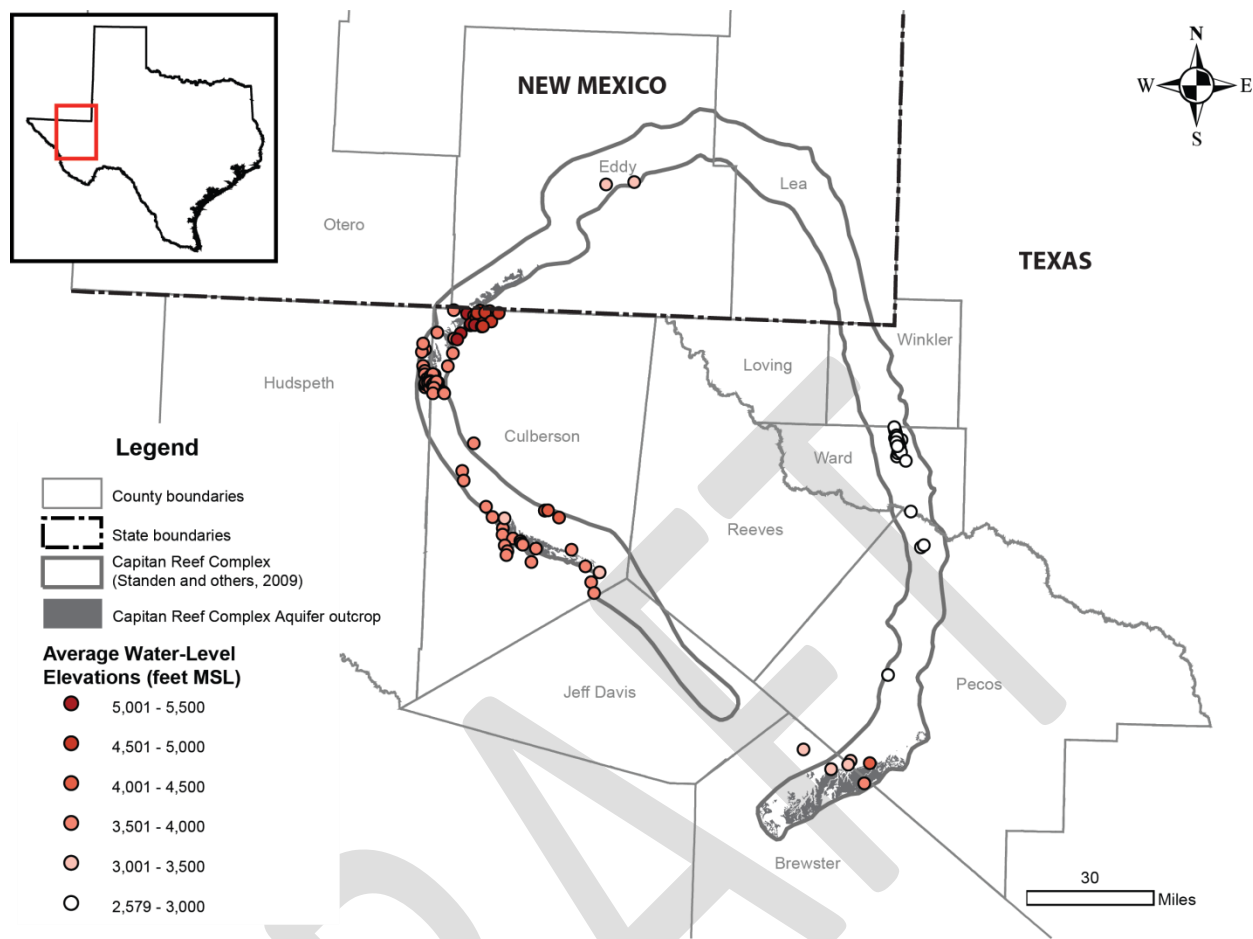 N
W E
S
NEW MEXICO
Eddy
Lea
Otero
TEXAS
Winkler
Loving
Hudspeth
Culberson
Ward
Reeves
Pecos
Jeff Davis
Brewster
Legend
County boundaries
State boundaries
Capitan Reef Complex
(Standen and others, 2009)
Capitan Reef Complex Aquifer outcrop
Average Water-Level
Elevations (feet MSL)
5,001 - 5,500
4,501 - 5,000
4,001 - 4,500
3,501 - 4,000
3,001 - 3,500
2,579 - 3,000
30
Miles
DRAFT